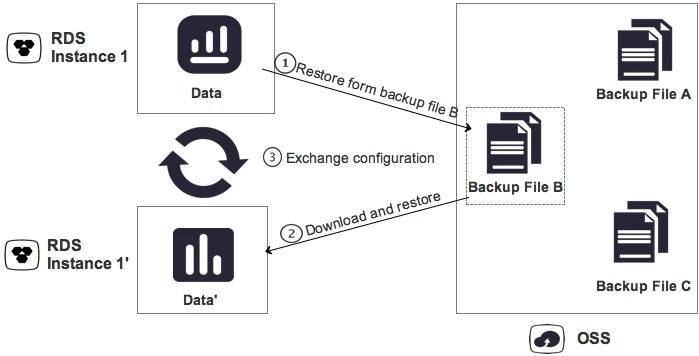 RDS
Instance 1
Data
① Restore form backup file B
Backup File A
③ Exchange configuration
Backup File B
② Download and restore
RDS
Instance 1'
Data'
Backup File C
OSS